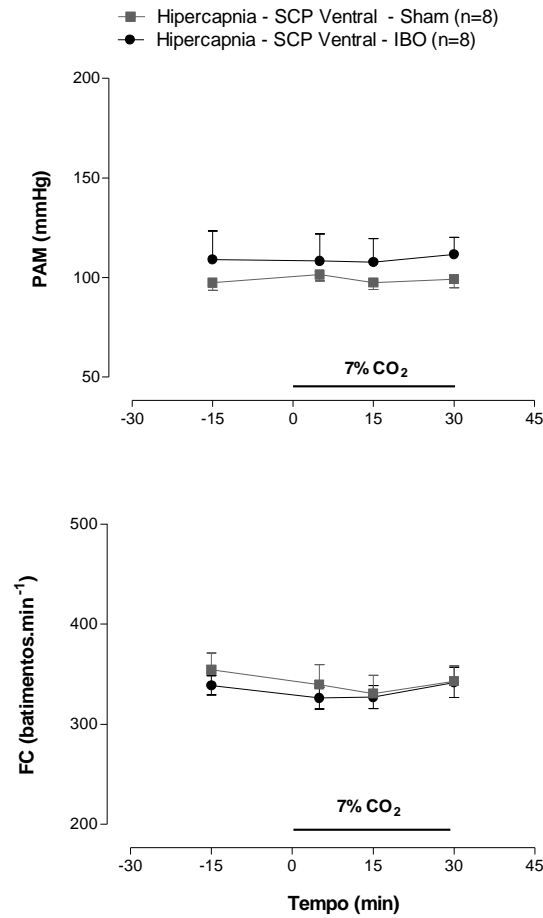 Hipercapnia - SCP Ventral - Sham (n=8)
Hipercapnia - SCP Ventral - IBO (n=8)
200
150
100
50
PAM (mmHg)
7% CO₂
-30 -15 0 15 30 45
500
400
300
200
FC (batimentos.min⁻¹)
7% CO₂
-30 -15 0 15 30 45
Tempo (min)